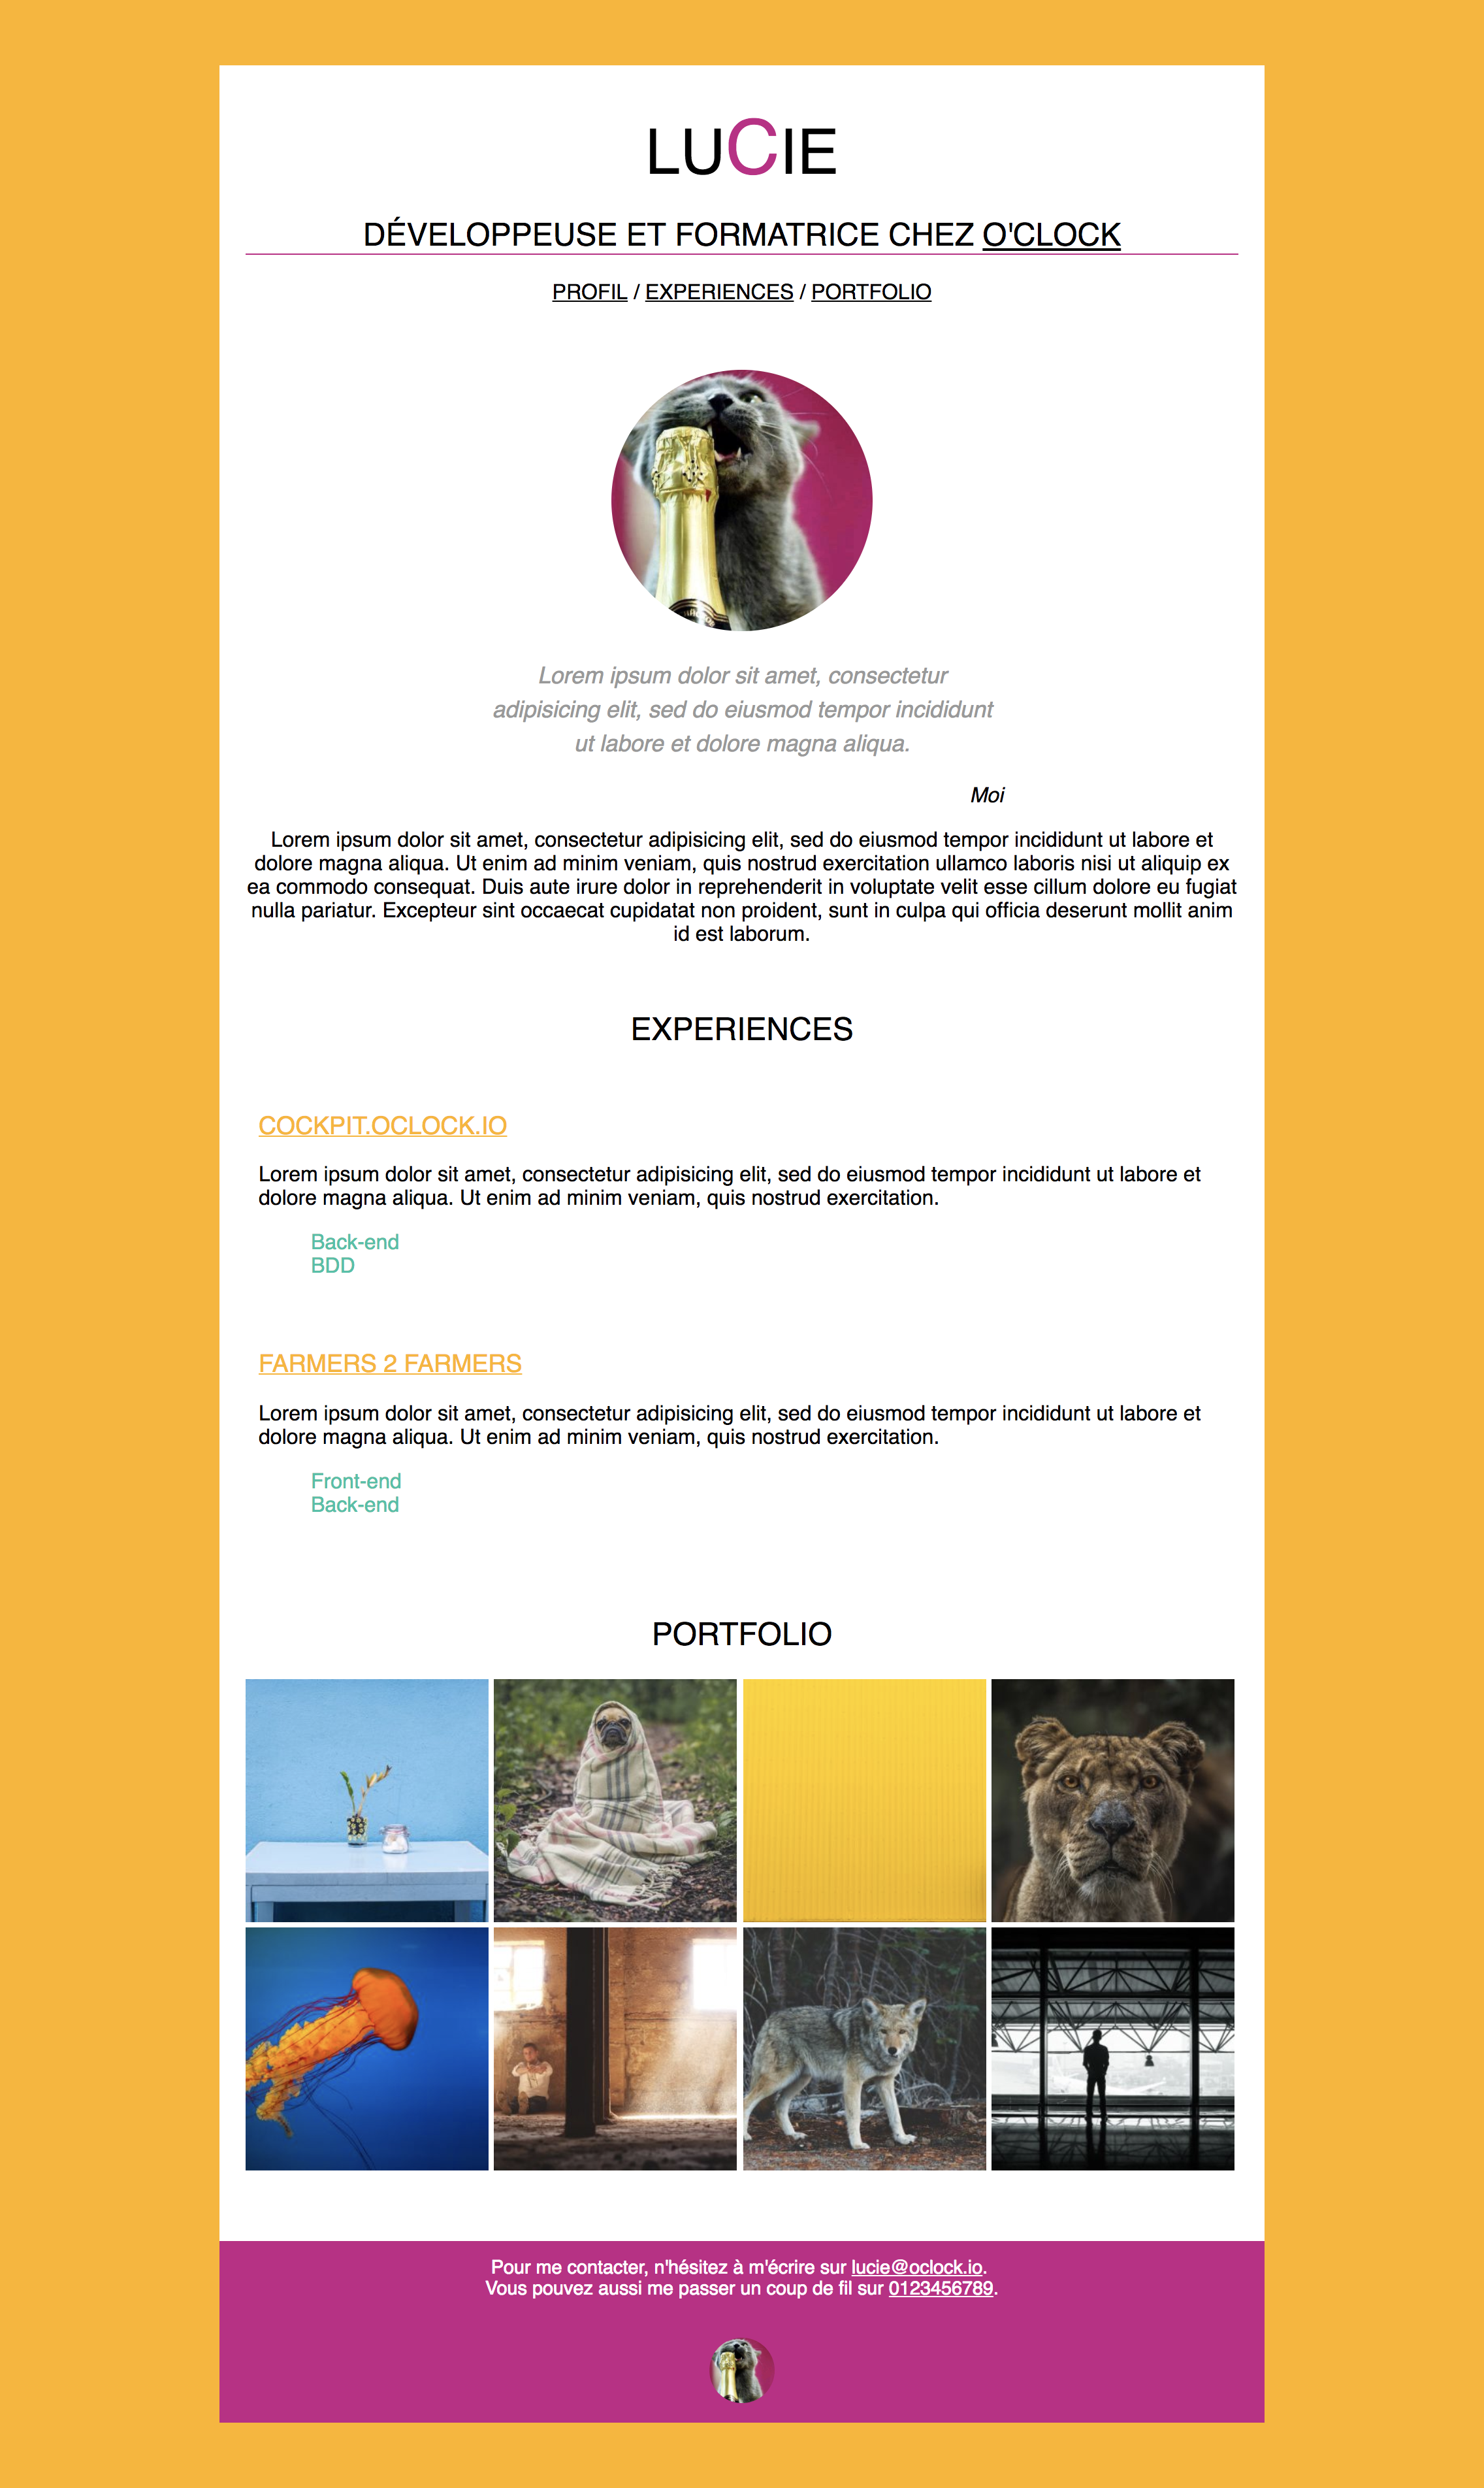 LUCIE
DÉVELOPPEUSE ET FORMATRICE CHEZ O'CLOCK
PROFIL / EXPERIENCES / PORTFOLIO
Lorem ipsum dolor sit amet, consectetur
adipisicing elit, sed do eiusmod tempor incididunt
ut labore et dolore magna aliqua.
Moi
Lorem ipsum dolor sit amet, consectetur adipisicing elit, sed do eiusmod tempor incididunt ut labore et
dolore magna aliqua. Ut enim ad minim veniam, quis nostrud exercitation ullamco laboris nisi ut aliquip ex
ea commodo consequat. Duis aute irure dolor in reprehenderit in voluptate velit esse cillum dolore eu fugiat
nulla pariatur. Excepteur sint occaecat cupidatat non proident, sunt in culpa qui officia deserunt mollit anim
id est laborum.
EXPERIENCES
COCKPIT.OCLOCK.IO
Lorem ipsum dolor sit amet, consectetur adipisicing elit, sed do eiusmod tempor incididunt ut labore et
dolore magna aliqua. Ut enim ad minim veniam, quis nostrud exercitation.
Back-end
BDD
FARMERS 2 FARMERS
Lorem ipsum dolor sit amet, consectetur adipisicing elit, sed do eiusmod tempor incididunt ut labore et
dolore magna aliqua. Ut enim ad minim veniam, quis nostrud exercitation.
Front-end
Back-end
PORTFOLIO
Pour me contacter, n'hésitez à m'écrire sur lucie@oclock.io.
Vous pouvez aussi me passer un coup de fil sur 0123456789.